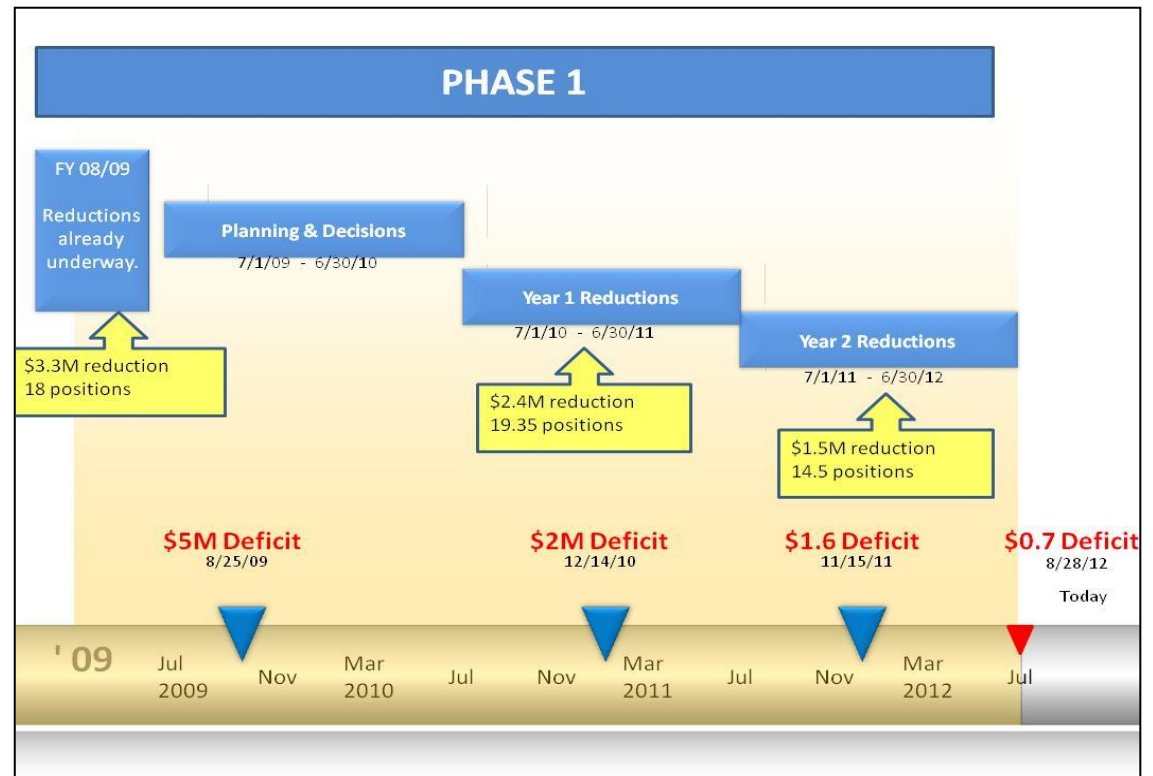 PHASE 1
FY 08/09
Reductions
already
underway.
Planning & Decisions
7/1/09 - 6/30/10
Year 1 Reductions
7/1/10 - 6/30/11
Year 2 Reductions
7/1/11 - 6/30/12
$3.3M reduction
18 positions
$2.4M reduction
19.35 positions
$1.5M reduction
14.5 positions
$5M Deficit
8/25/09
$2M Deficit
12/14/10
$1.6 Deficit
11/15/11
$0.7 Deficit
8/28/12
Today
' 09
Jul
2009
Nov
Mar
2010
Jul
Nov
Mar
2011
Jul
Nov
Mar
2012
Jul